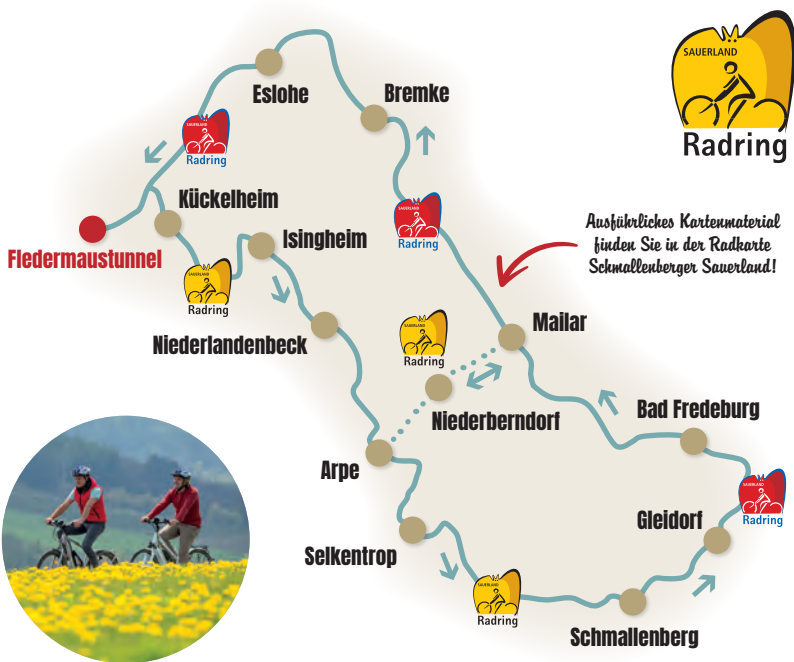 SAUERLAND
Radring
Eslohe
Bremke
SAUERLAND
Radring
Kückelheim
SAUERLAND
Radring
Isingheim
Fledermaustunnel
Ausführliches Kartenmaterial
finden Sie in der Radkarte
Schmallenberger Sauerland!
SAUERLAND
Radring
Niederlandenbeck
SAUERLAND
Radring
Mailar
Niederberndorf
Bad Fredeburg
Arpe
SAUERLAND
Radring
Gleidorf
Selkentrop
SAUERLAND
Radring
Schmallenberg